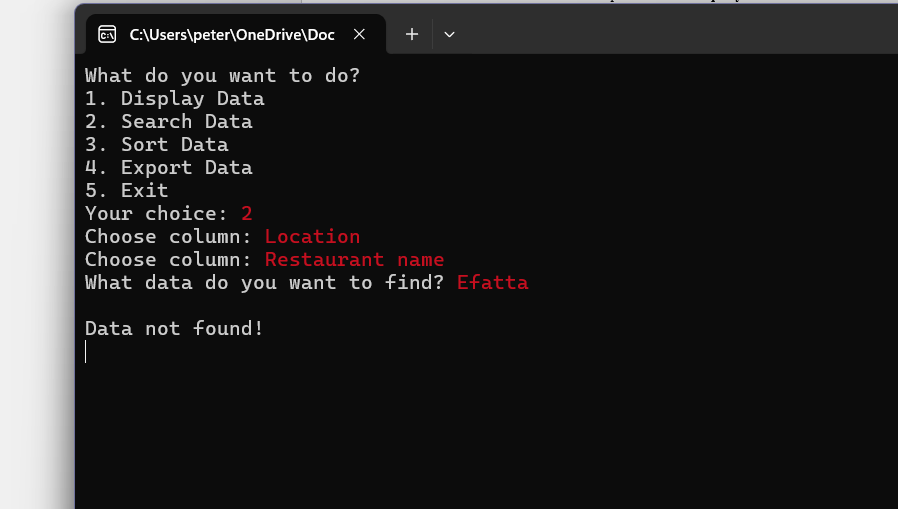 C:\Users\peter\OneDrive\Doc
What do you want to do?
1. Display Data
2. Search Data
3. Sort Data
4. Export Data
5. Exit
Your choice: 2
Choose column: Location
Choose column: Restaurant name
What data do you want to find? Efatta
Data not found!